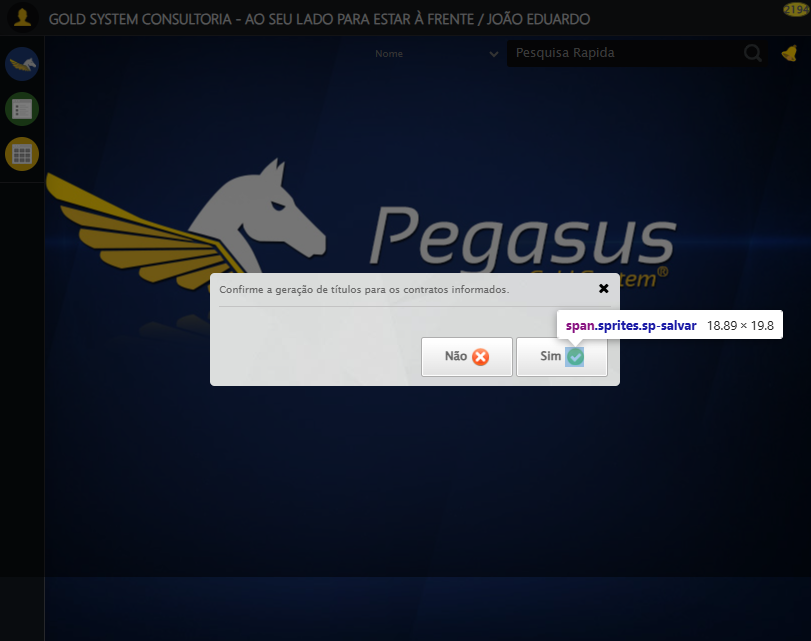 GOLD SYSTEM CONSULTORIA - AO SEU LADO PARA ESTAR À FRENTE / JOÃO EDUARDO
2194
Nome
Pesquisa Rapida
Pegasus
Gold System®
Confirme a geração de títulos para os contratos informados.
span.sprites.sp-salvar 18.89 × 19.8
Não
Sim